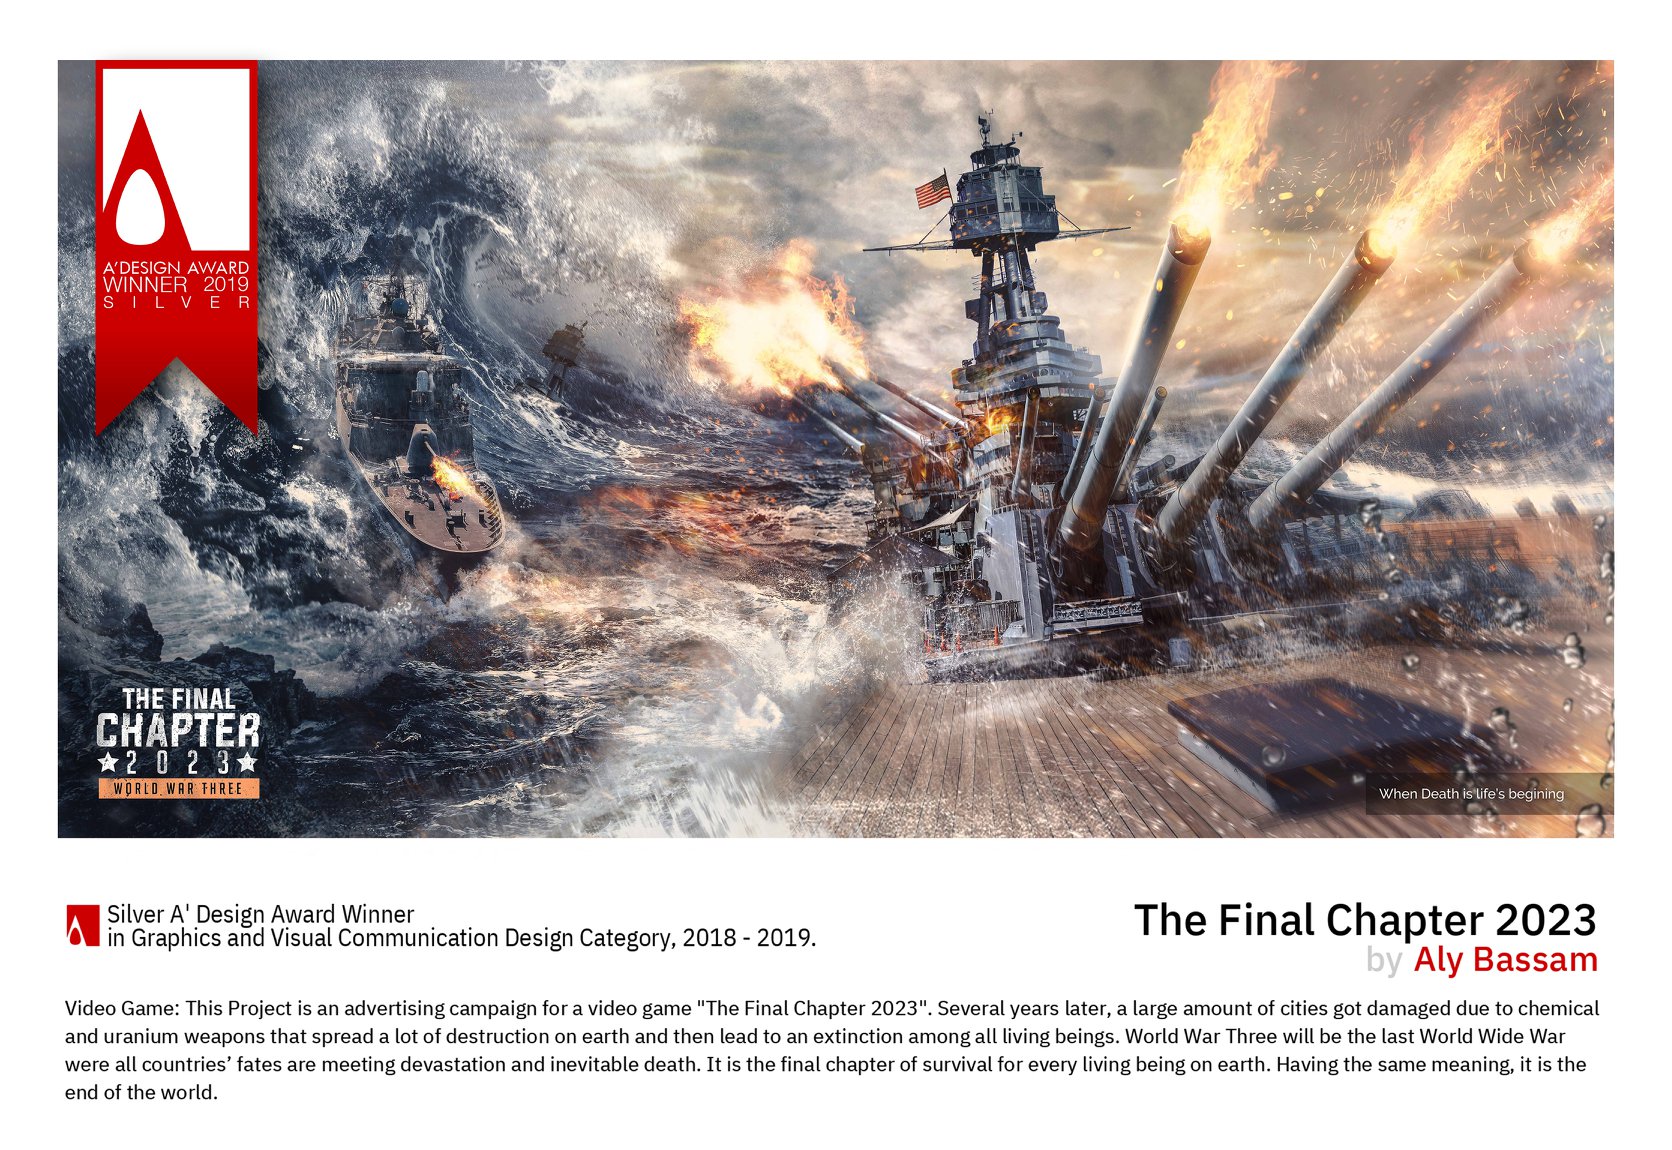 A'DESIGN AWARD
WINNER 2019
SILVER
THE FINAL
CHAPTER
2023
WORLD WAR THREE
When Death is life's begining
Silver A' Design Award Winner
in Graphics and Visual Communication Design Category, 2018 - 2019.
The Final Chapter 2023
by Aly Bassam
Video Game: This Project is an advertising campaign for a video game "The Final Chapter 2023". Several years later, a large amount of cities got damaged due to chemical
and uranium weapons that spread a lot of destruction on earth and then lead to an extinction among all living beings. World War Three will be the last World Wide War
were all countries’ fates are meeting devastation and inevitable death. It is the final chapter of survival for every living being on earth. Having the same meaning, it is the
end of the world.